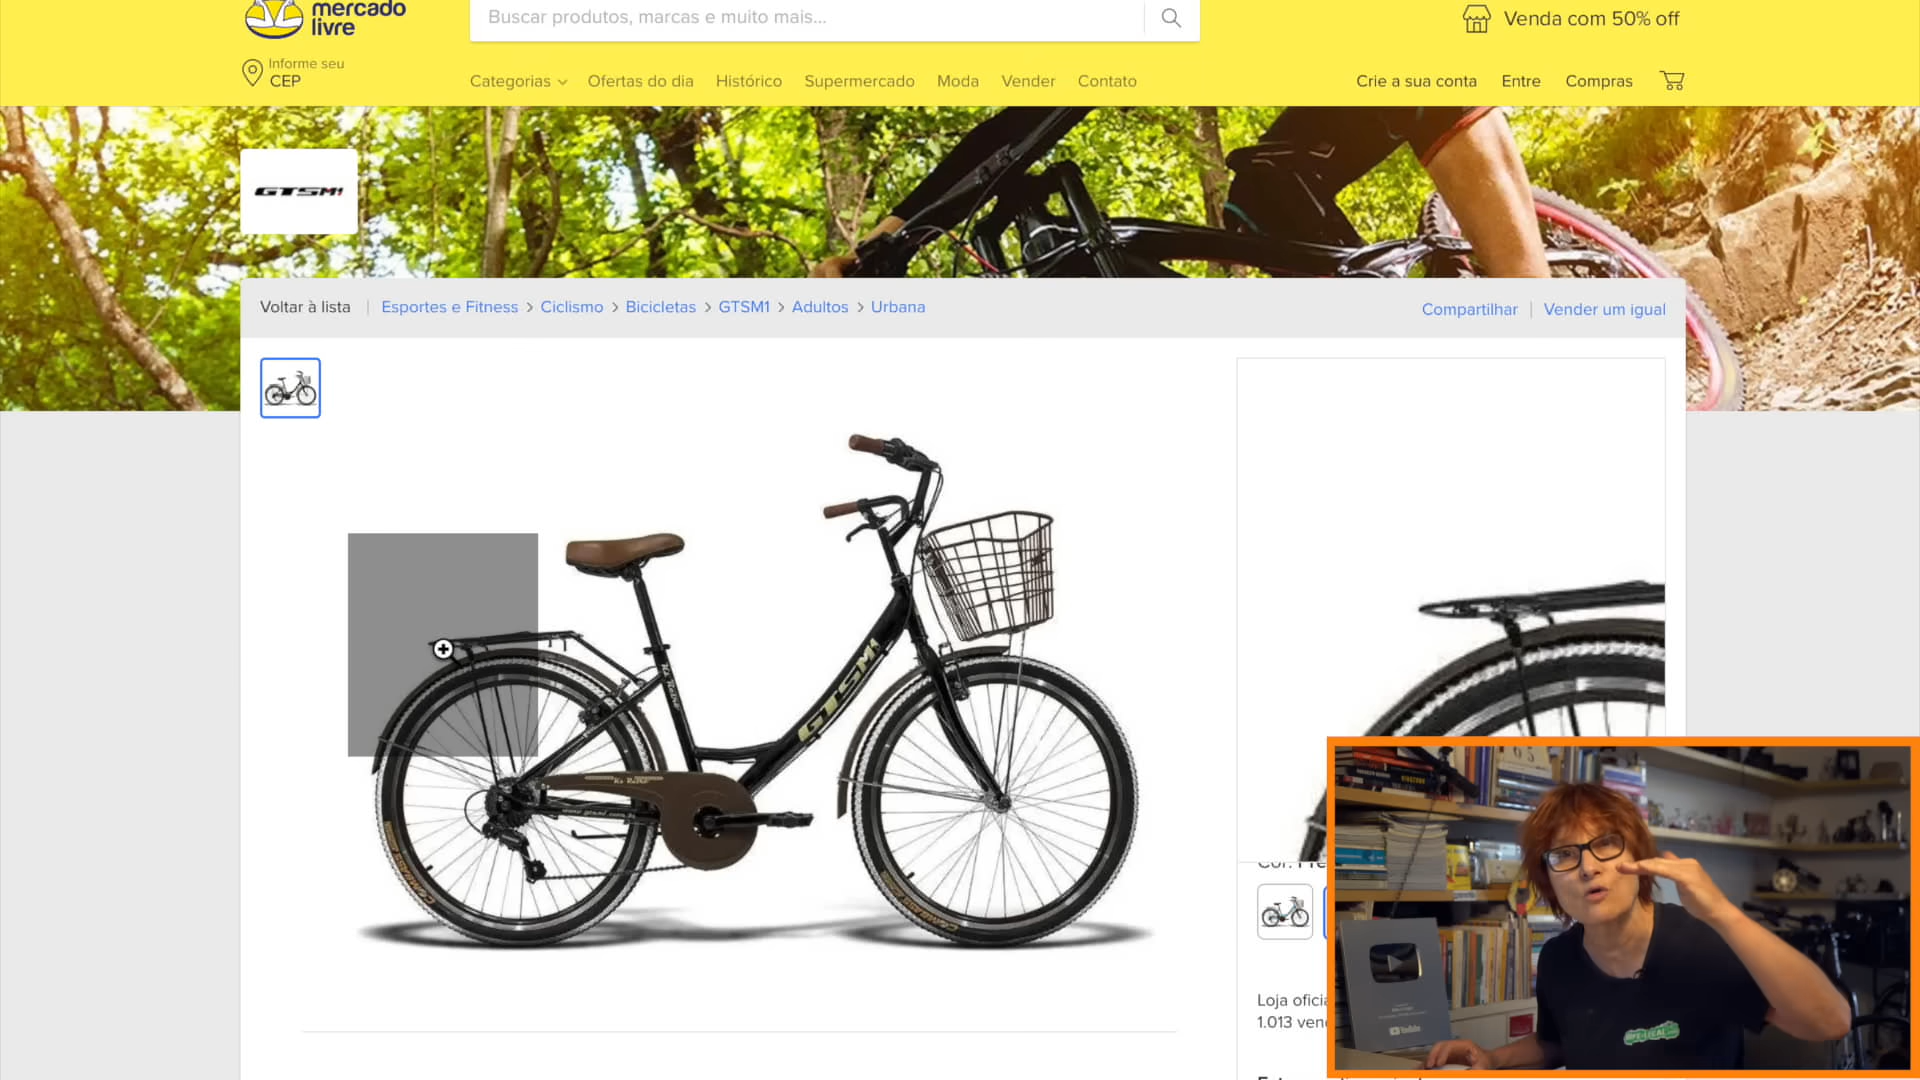 mercado
livre
Buscar produtos, marcas e muito mais...
Venda com 50% off
Informe seu
CEP
Categorias
Ofertas do dia
Histórico
Supermercado
Moda
Vender
Contato
Crie a sua conta
Entre
Compras
GTSM1
Voltar à lista
Esportes e Fitness
Ciclismo
Bicicletas
GTSM1
Adultos
Urbana
Compartilhar
Vender um igual
GTSM1
Loja oficia
1.013 ven
YouTube